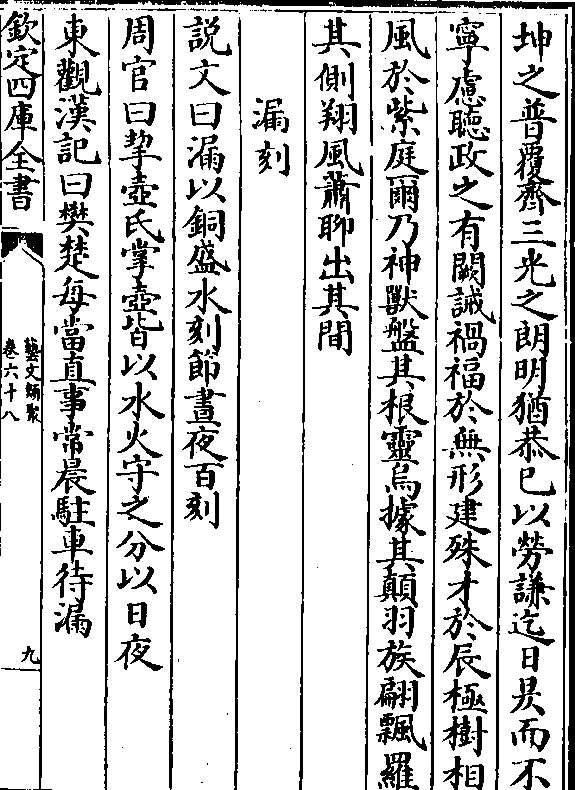 坤之普覆齊三光之朗明猶恭已以勞謙迄日昃而不
寧慮聴政之有闕誡禍福於無形建殊才於辰極樹相
風於紫庭爾乃神獸盤其根靈烏據其顛羽族翩飄羅
其側翔風蕭聊出其間
漏刻
説文曰漏以銅盛水刻節晝夜百刻
周官曰挈壺氏掌壺皆以水火守之分以日夜
東觀漢記曰樊楚每當直事常晨駐車待漏
欽定四庫全書
藝文類聚
卷六十八
九